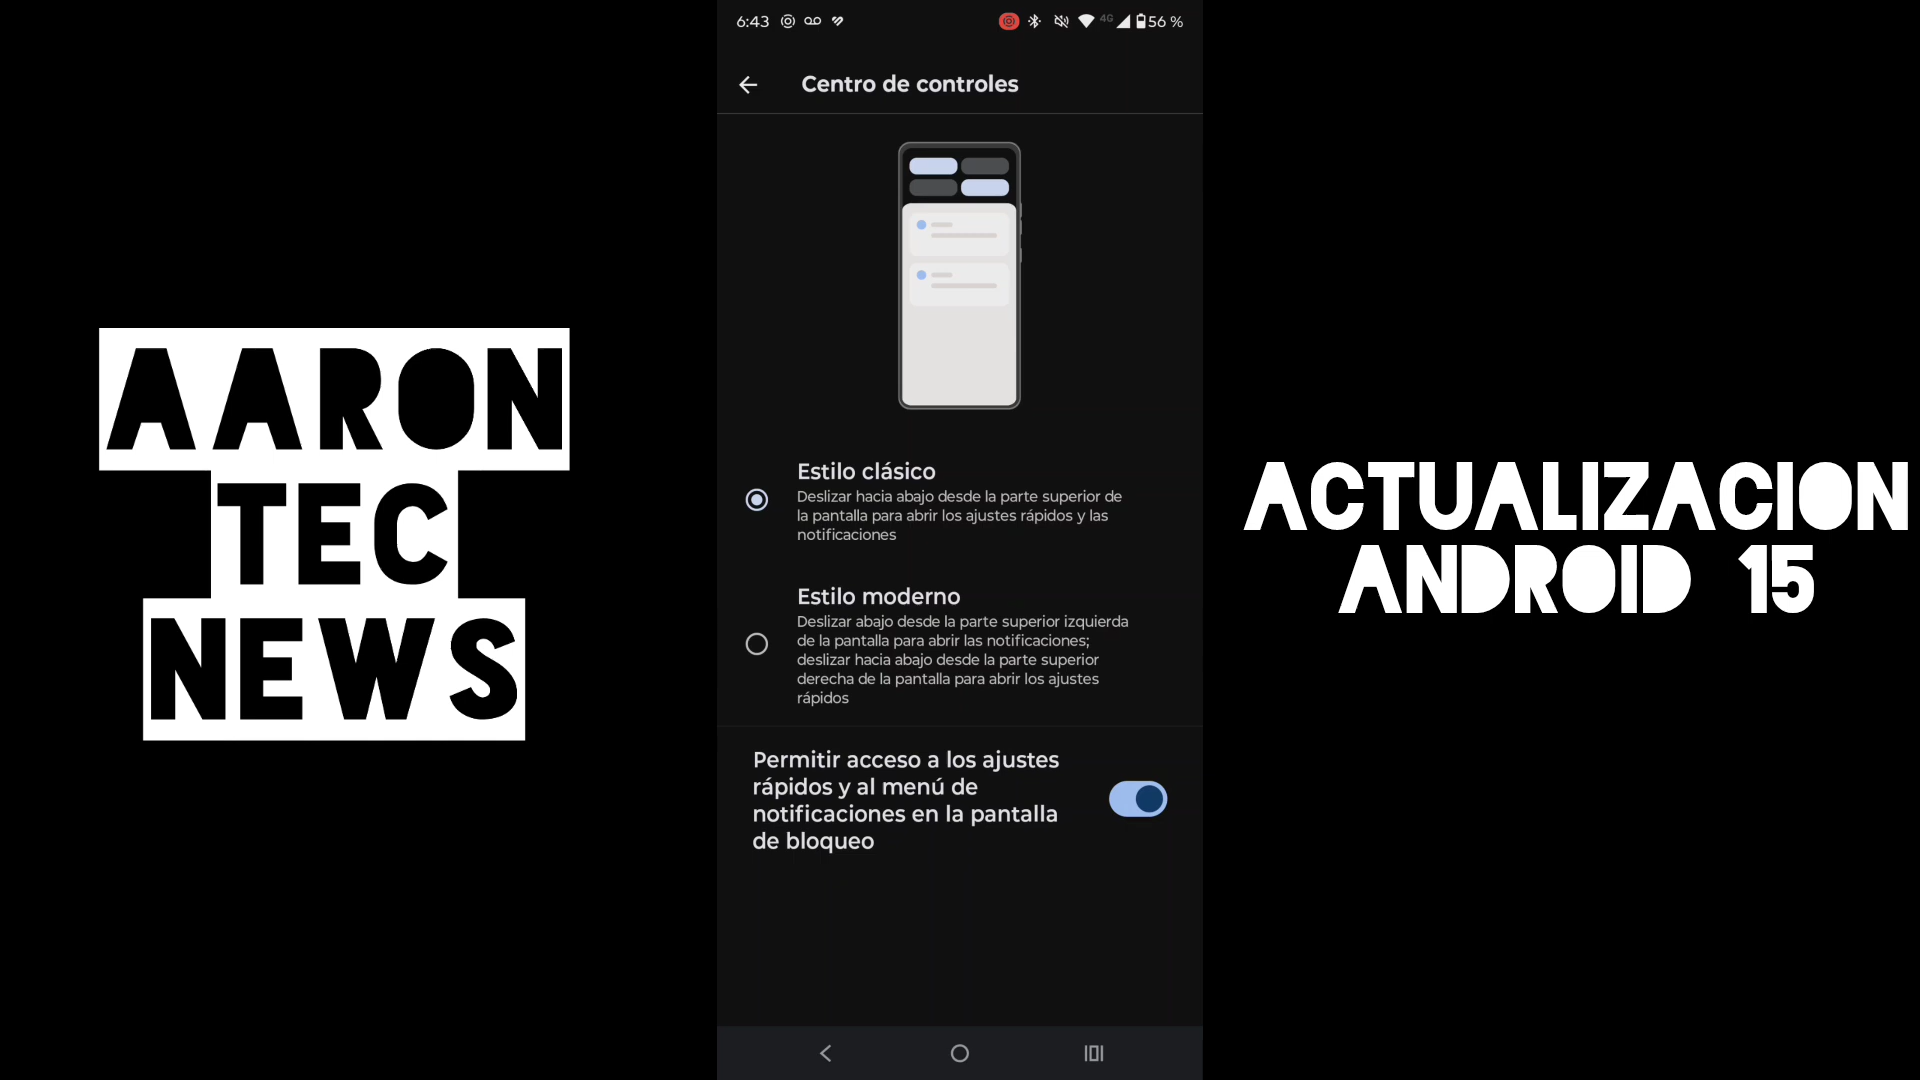 AARON
TEC
NEWS
6:43
4G
56 %
Centro de controles
Estilo clásico
Deslizar hacia abajo desde la parte superior de
la pantalla para abrir los ajustes rápidos y las
notificaciones
Estilo moderno
Deslizar abajo desde la parte superior izquierda
de la pantalla para abrir las notificaciones;
deslizar hacia abajo desde la parte superior
derecha de la pantalla para abrir los ajustes
rápidos
Permitir acceso a los ajustes
rápidos y al menú de
notificaciones en la pantalla
de bloqueo
ACTUALIZACION
ANDROID 15